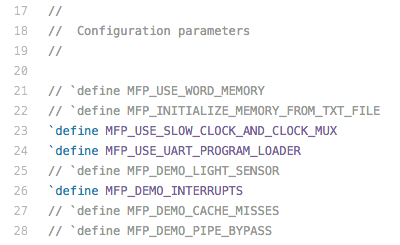 17 //
18 // Configuration parameters
19 //
20
21 // `define MFP_USE_WORD_MEMORY
22 // `define MFP_INITIALIZE_MEMORY_FROM_TXT_FILE
23 `define MFP_USE_SLOW_CLOCK_AND_CLOCK_MUX
24 `define MFP_USE_UART_PROGRAM_LOADER
25 // `define MFP_DEMO_LIGHT_SENSOR
26 `define MFP_DEMO_INTERRUPTS
27 // `define MFP_DEMO_CACHE_MISSES
28 // `define MFP_DEMO_PIPE_BYPASS